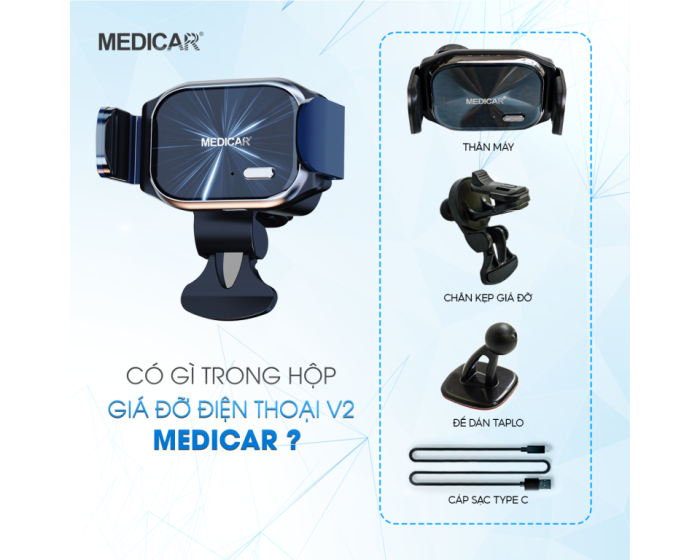 MEDICAR®
MEDICAR®
CÓ GÌ TRONG HỘP
GIÁ ĐỠ ĐIỆN THOẠI V2
MEDICAR ?
MEDICAR®
THÂN MÁY
CHÂN KẸP GIÁ ĐỠ
ĐẾ DÁN TAPLO
CÁP SẠC TYPE C